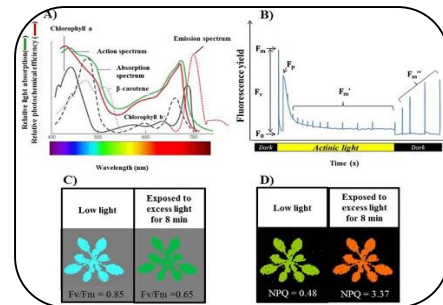 A)
Chlorophyll a
Action spectrum
Absorption
spectrum
β-carotene
Chlorophyll b
Emission
spectrum
Relative light absorption
Relative photochemical efficiency
400
500
600
700
Wavelength (nm)
B)
Fluorescence yield
Fm
Fp
Fv
F0
Fm'
Fm''
Dark
Actinic light
Dark
Time (s)
C)
Low light
Exposed to
excess light
for 8 min
Fv/Fm = 0.85
Fv/Fm =0.65
D)
Low light
Exposed to
excess light
for 8 min
NPQ = 0.48
NPQ = 3.37